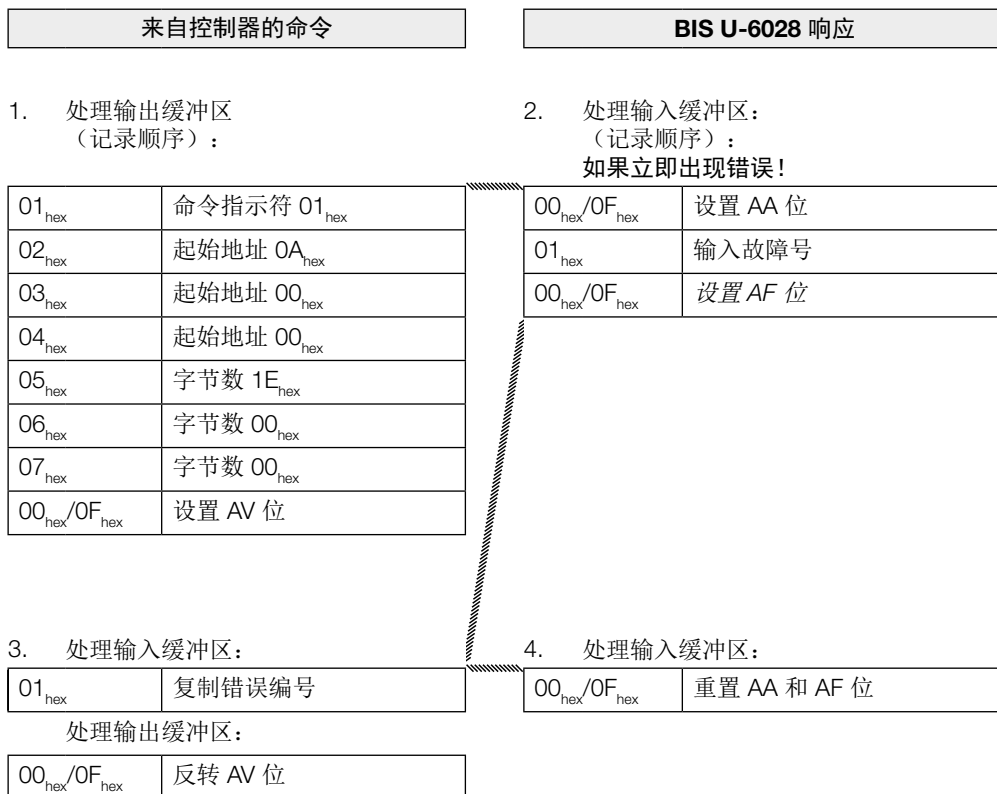 来自控制器的命令
BIS U-6028 响应
1. 处理输出缓冲区
（记录顺序）：
2. 处理输入缓冲区：
（记录顺序）：
如果立即出现错误！
01hex 命令指示符 01hex
02hex 起始地址 0Ahex
03hex 起始地址 00hex
04hex 起始地址 00hex
05hex 字节数 1Ehex
06hex 字节数 00hex
07hex 字节数 00hex
00hex/0Fhex 设置 AV 位
00hex/0Fhex 设置 AA 位
01hex 输入故障号
00hex/0Fhex 设置 AF 位
3. 处理输入缓冲区：
01hex 复制错误编号
处理输出缓冲区：
00hex/0Fhex 反转 AV 位
4. 处理输入缓冲区：
00hex/0Fhex 重置 AA 和 AF 位